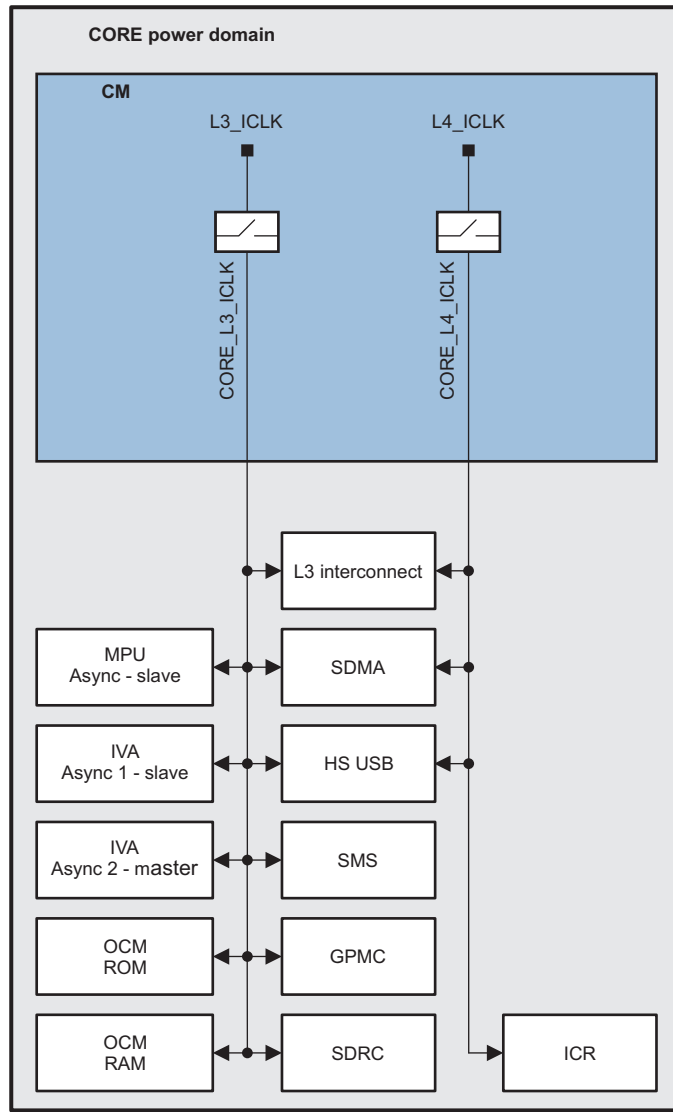 CORE power domain
CM
L3_ICLK
L4_ICLK
CORE_L3_ICLK
CORE_L4_ICLK
L3 interconnect
MPU
Async - slave
SDMA
IVA
Async 1 - slave
HS USB
IVA
Async 2 - master
SMS
OCM
ROM
GPMC
OCM
RAM
SDRC
ICR